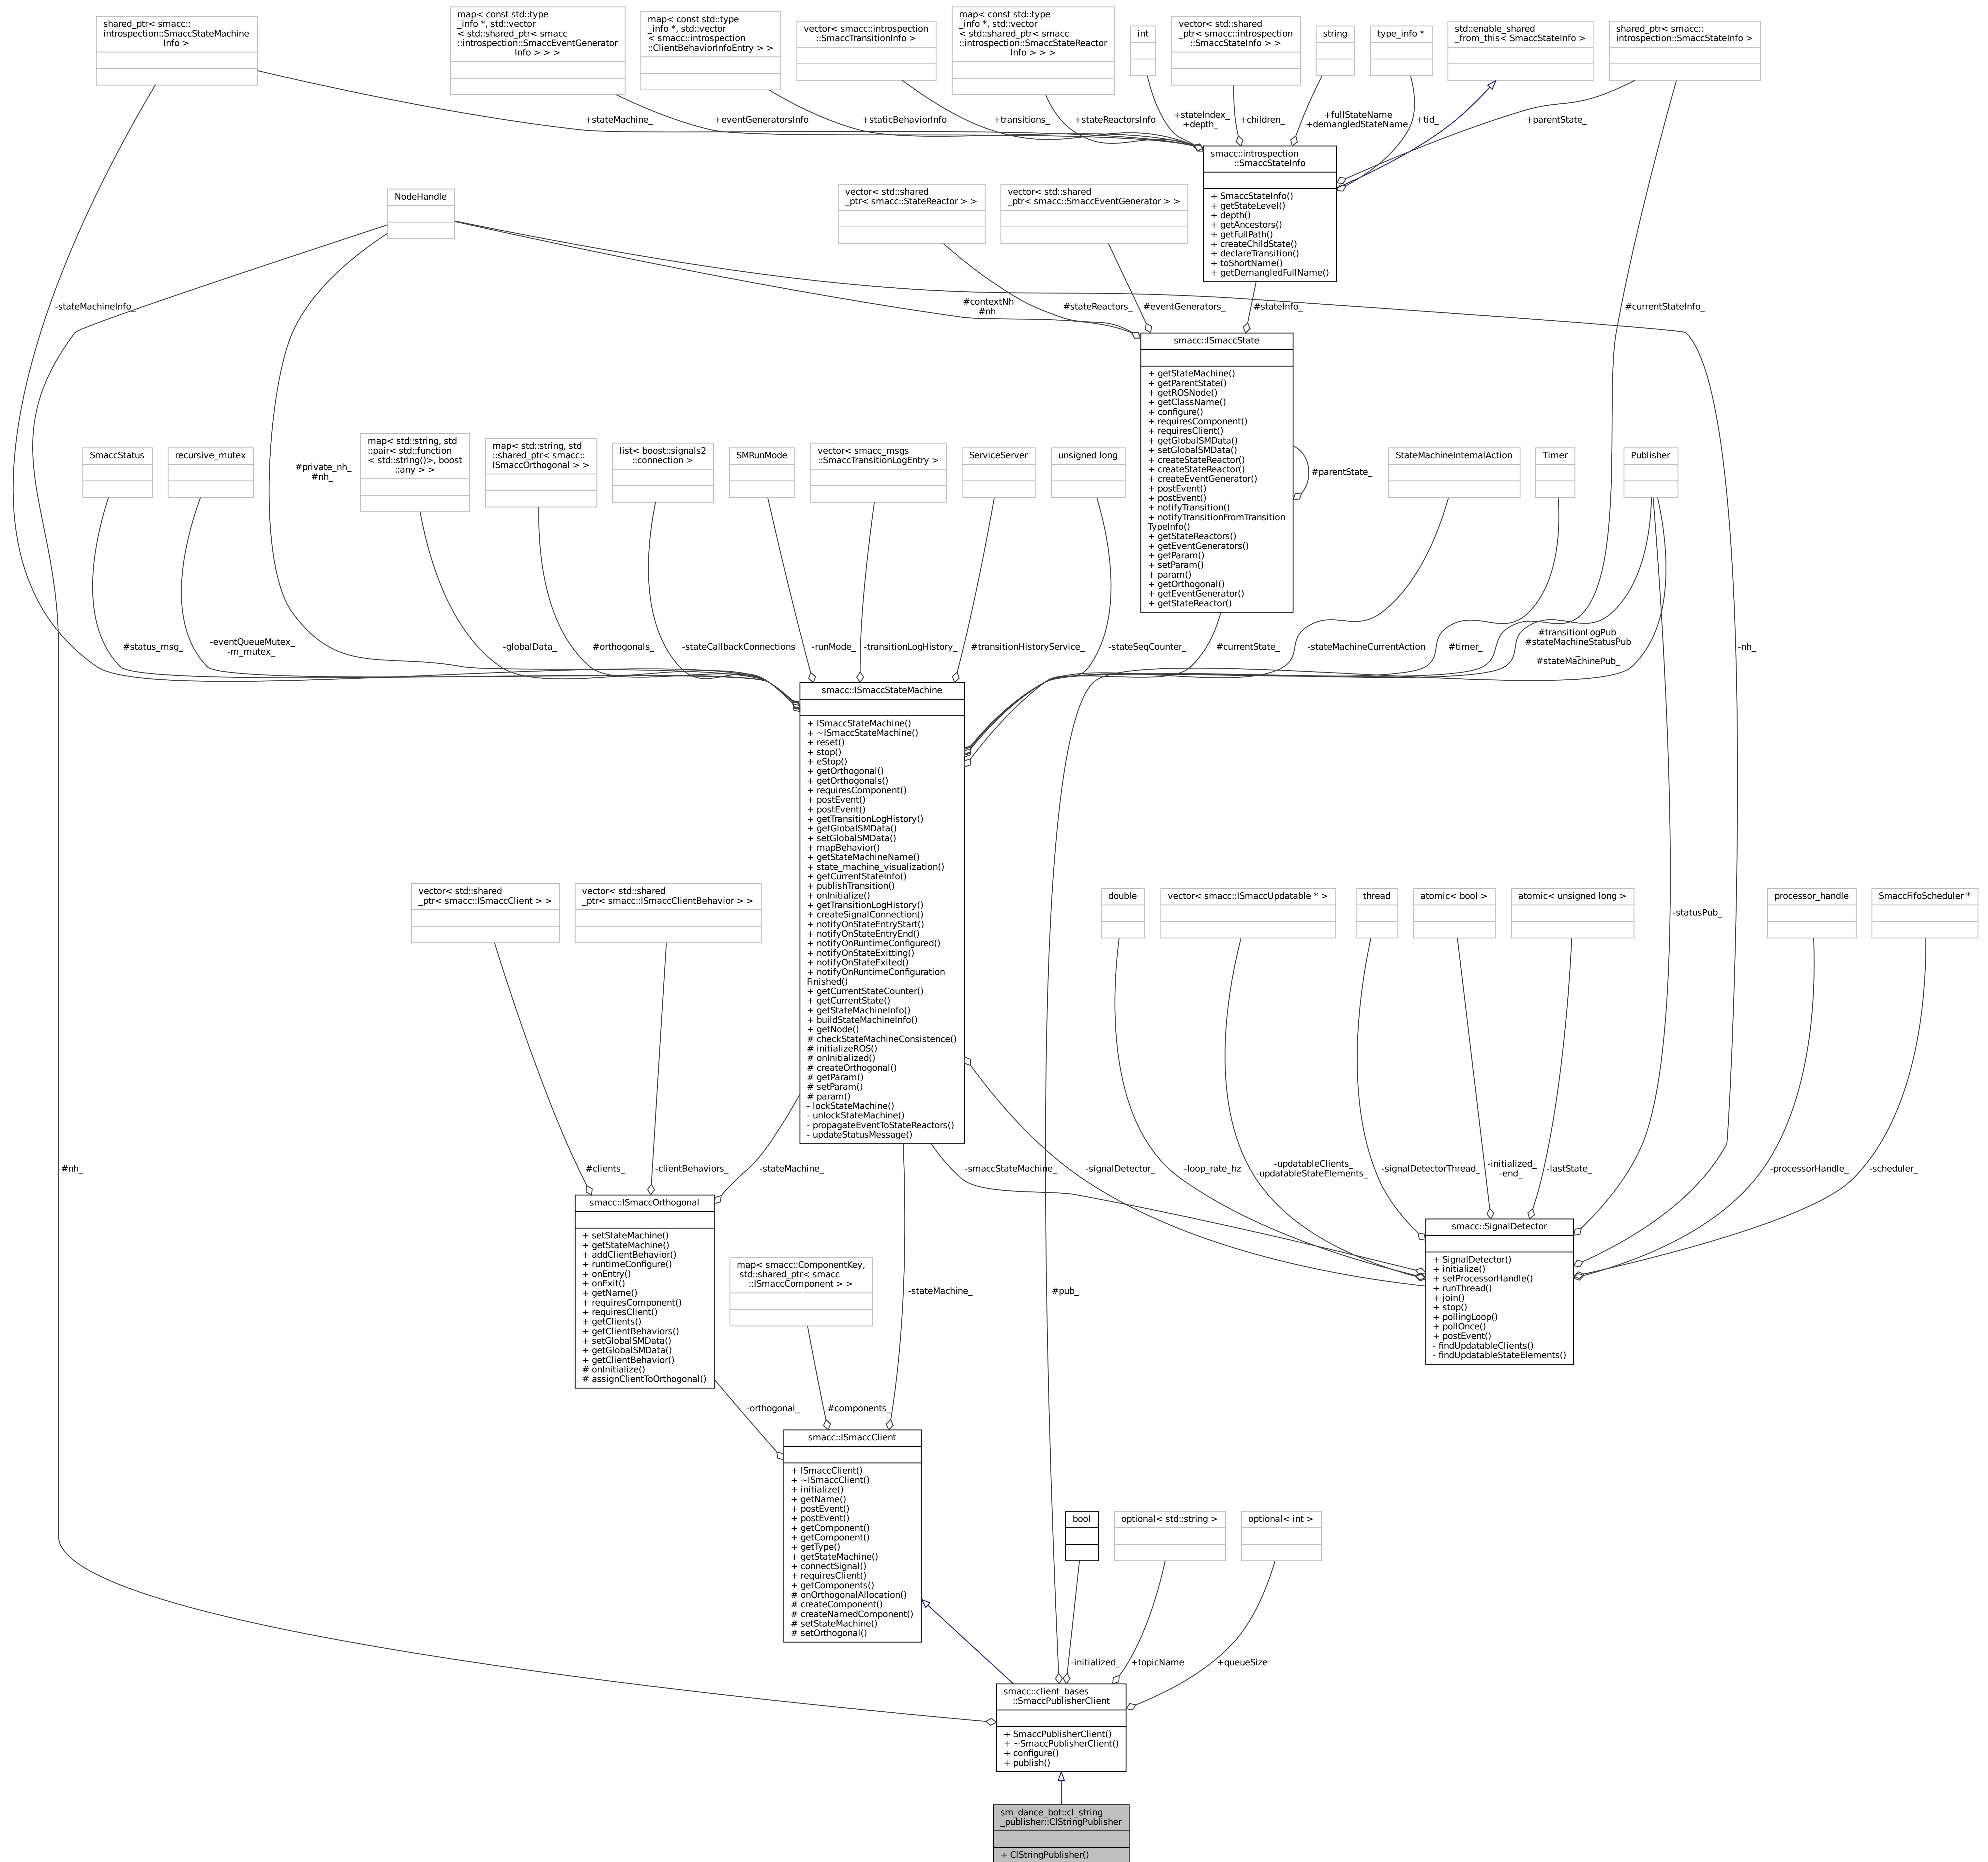 shared_ptr< smacc::
introspection::SmaccStateMachine
Info >
map< const std::type
_info *, std::vector
< std::shared_ptr< smacc
::introspection::SmaccEventGenerator
Info > > >
map< const std::type
_info *, std::vector
< smacc::introspection
::ClientBehaviorInfoEntry > >
vector< smacc::introspection
::SmaccTransitionInfo >
map< const std::type
_info *, std::vector
< std::shared_ptr< smacc
::introspection::SmaccStateReactor
Info > > >
int
vector< std::shared
_ptr< smacc::introspection
::SmaccStateInfo > >
string
type_info *
std::enable_shared
_from_this< SmaccStateInfo >
shared_ptr< smacc::
introspection::SmaccStateInfo >
+stateMachine_
+eventGeneratorsInfo
+staticBehaviorInfo
+transitions_
+stateReactorsInfo
+stateIndex_
+depth_
+children_
+fullStateName
+demangledStateName
+tid_
+parentState_
smacc::introspection
::SmaccStateInfo
+ SmaccStateInfo()
+ getStateLevel()
+ depth()
+ getAncestors()
+ getFullPath()
+ createChildState()
+ declareTransition()
+ toShortName()
+ getDemangledFullName()
NodeHandle
vector< std::shared
_ptr< smacc::StateReactor > >
vector< std::shared
_ptr< smacc::SmaccEventGenerator > >
-stateMachineInfo_
#contextNh
#nh
#stateReactors_
#eventGenerators_
#stateInfo_
#currentStateInfo_
smacc::ISmaccState
+ getStateMachine()
+ getParentState()
+ getROSNode()
+ getClassName()
+ configure()
+ requiresComponent()
+ requiresClient()
+ getGlobalSMData()
+ setGlobalSMData()
+ createStateReactor()
+ createStateReactor()
+ createEventGenerator()
+ postEvent()
+ postEvent()
+ notifyTransition()
+ notifyTransitionFromTransition
TypeInfo()
+ getStateReactors()
+ getEventGenerators()
+ getParam()
+ setParam()
+ param()
+ getOrthogonal()
+ getEventGenerator()
+ getStateReactor()
#parentState_
SmaccStatus
recursive_mutex
#private_nh_
#nh_
map< std::string, std
::pair< std::function
< std::string()>, boost
::any > >
map< std::string, std
::shared_ptr< smacc::
ISmaccOrthogonal > >
list< boost::signals2
::connection >
SMRunMode
vector< smacc_msgs
::SmaccTransitionLogEntry >
ServiceServer
unsigned long
StateMachineInternalAction
Timer
Publisher
#status_msg_
-eventQueueMutex_
-m_mutex_
-globalData_
#orthogonals_
-stateCallbackConnections
-runMode_
-transitionLogHistory_
#transitionHistoryService_
-stateSeqCounter_
#currentState_
-stateMachineCurrentAction
#timer_
#transitionLogPub_
#stateMachineStatusPub
_
#stateMachinePub_
-nh_
smacc::ISmaccStateMachine
+ ISmaccStateMachine()
+ ~ISmaccStateMachine()
+ reset()
+ stop()
+ eStop()
+ getOrthogonal()
+ getOrthogonals()
+ requiresComponent()
+ postEvent()
+ postEvent()
+ getTransitionLogHistory()
+ getGlobalSMData()
+ setGlobalSMData()
+ mapBehavior()
+ getStateMachineName()
+ state_machine_visualization()
+ getCurrentStateInfo()
+ publishTransition()
+ onInitialize()
+ getTransitionLogHistory()
+ createSignalConnection()
+ notifyOnStateEntryStart()
+ notifyOnStateEntryEnd()
+ notifyOnRuntimeConfigured()
+ notifyOnStateExitting()
+ notifyOnStateExited()
+ notifyOnRuntimeConfiguration
Finished()
+ getCurrentStateCounter()
+ getCurrentState()
+ getStateMachineInfo()
+ buildStateMachineInfo()
+ getNode()
# checkStateMachineConsistence()
# initializeROS()
# onInitialized()
# createOrthogonal()
# getParam()
# setParam()
# param()
- lockStateMachine()
- unlockStateMachine()
- propagateEventToStateReactors()
- updateStatusMessage()
vector< std::shared
_ptr< smacc::ISmaccClient > >
vector< std::shared
_ptr< smacc::ISmaccClientBehavior > >
double
vector< smacc::ISmaccUpdatable * >
thread
atomic< bool >
atomic< unsigned long >
-statusPub_
processor_handle
SmaccFifoScheduler *
#nh_
#clients_
-clientBehaviors_
-stateMachine_
-smaccStateMachine_
-signalDetector_
-loop_rate_hz
-updatableClients_
-updatableStateElements_
-signalDetectorThread_
-initialized_
-end_
-lastState_
-processorHandle_
-scheduler_
smacc::ISmaccOrthogonal
+ setStateMachine()
+ getStateMachine()
+ addClientBehavior()
+ runtimeConfigure()
+ onEntry()
+ onExit()
+ getName()
+ requiresComponent()
+ requiresClient()
+ getClients()
+ getClientBehaviors()
+ setGlobalSMData()
+ getGlobalSMData()
+ getClientBehavior()
# onInitialize()
# assignClientToOrthogonal()
smacc::SignalDetector
+ SignalDetector()
+ initialize()
+ setProcessorHandle()
+ runThread()
+ join()
+ stop()
+ pollingLoop()
+ pollOnce()
+ postEvent()
- findUpdatableClients()
- findUpdatableStateElements()
map< smacc::ComponentKey,
std::shared_ptr< smacc
::ISmaccComponent > >
-stateMachine_
#pub_
-orthogonal_
#components_
smacc::ISmaccClient
+ ISmaccClient()
+ ~ISmaccClient()
+ initialize()
+ getName()
+ postEvent()
+ postEvent()
+ getComponent()
+ getComponent()
+ getType()
+ getStateMachine()
+ connectSignal()
+ requiresClient()
+ getComponents()
# onOrthogonalAllocation()
# createComponent()
# createNamedComponent()
# setStateMachine()
# setOrthogonal()
bool
optional< std::string >
optional< int >
-initialized_
+topicName
+queueSize
smacc::client_bases
::SmaccPublisherClient
+ SmaccPublisherClient()
+ ~SmaccPublisherClient()
+ configure()
+ publish()
sm_dance_bot::cl_string
_publisher::ClStringPublisher
+ ClStringPublisher()